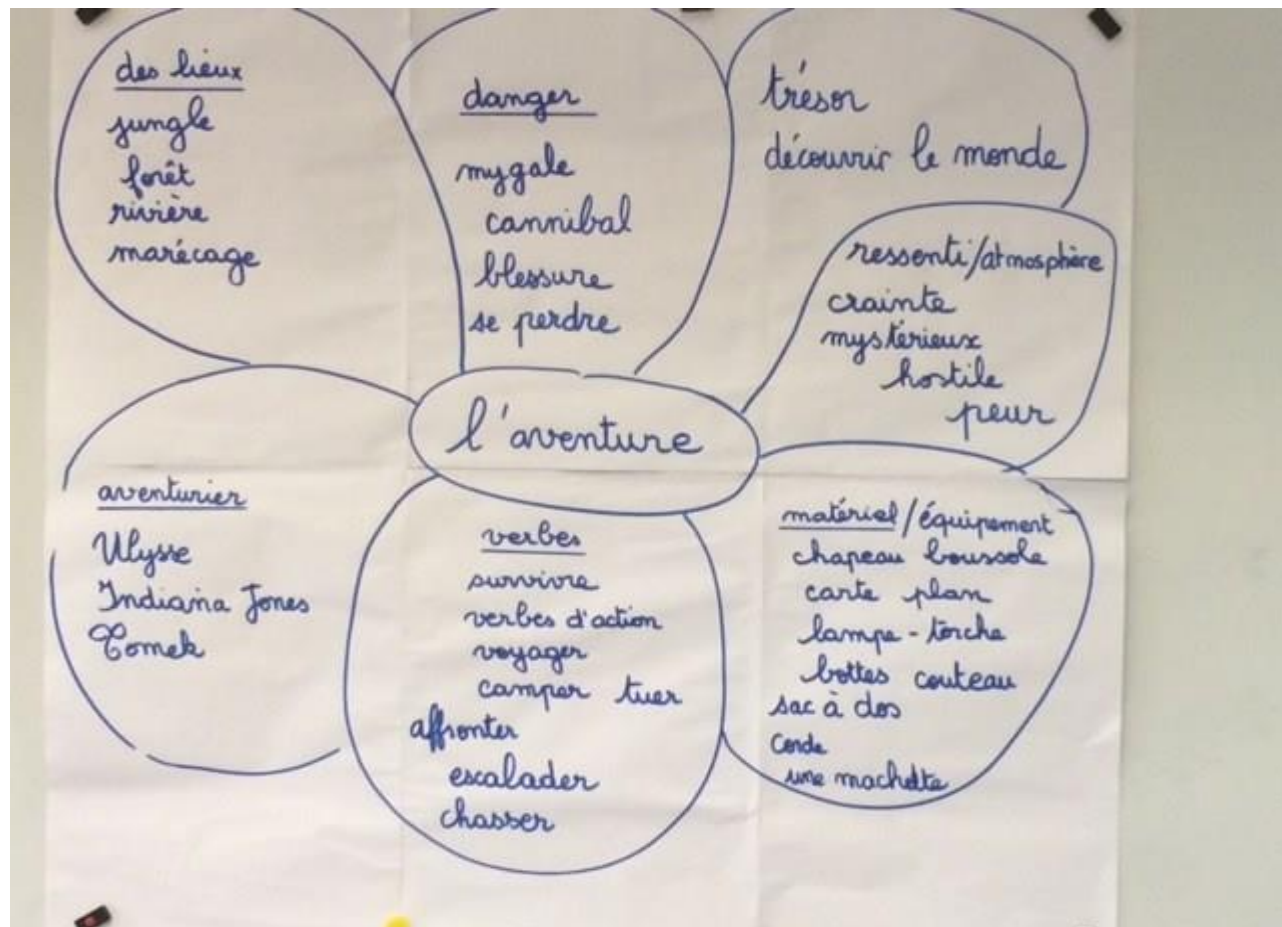 des lieux
jungle
forêt
rivière
marécage
danger
mygale
cannibal
blessure
se perdre
trésor
découvrir le monde
ressenti/atmosphère
crainte
mystérieux
hostile
peur
l'aventure
aventurier
Ulysse
Indiana Jones
Tomek
verbes
survivre
verbes d'action
voyager
camper tuer
affronter
escalader
chasser
matériel/équipement
chapeau boussole
carte plan
lampe-torche
bottes couteau
sac à dos
corde
une machette